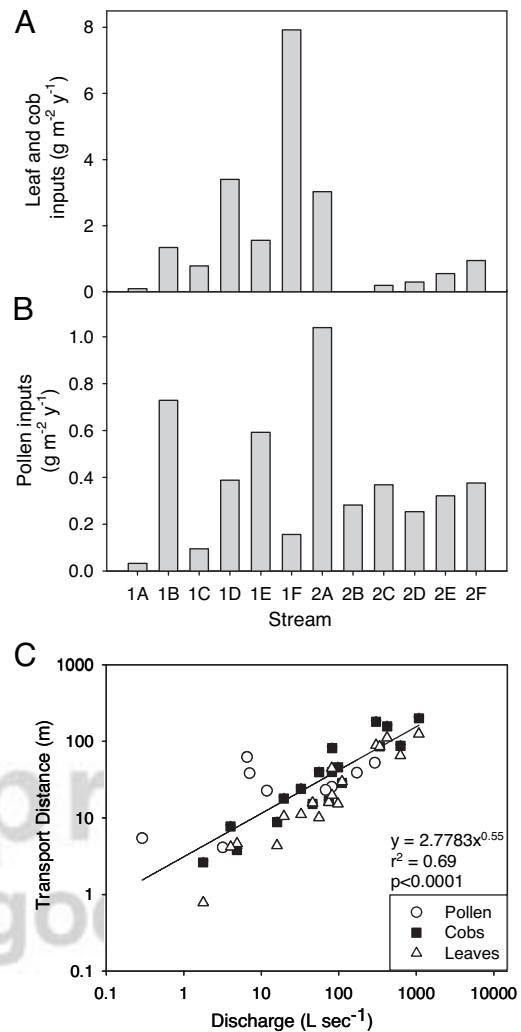 A
Leaf and cob
inputs (g m-2 y-1)
8
6
4
2
0
B
Pollen inputs
(g m-2 y-1)
1.0
0.8
0.6
0.4
0.2
0.0
1A 1B 1C 1D 1E 1F 2A 2B 2C 2D 2E 2F
Stream
C
Transport Distance (m)
1000
100
10
1
0.1
y = 2.7783x0.55
r2 = 0.69
p<0.0001
Pollen
Cobs
Leaves
0.1 1 10 100 1000 10000
Discharge (L sec-1)